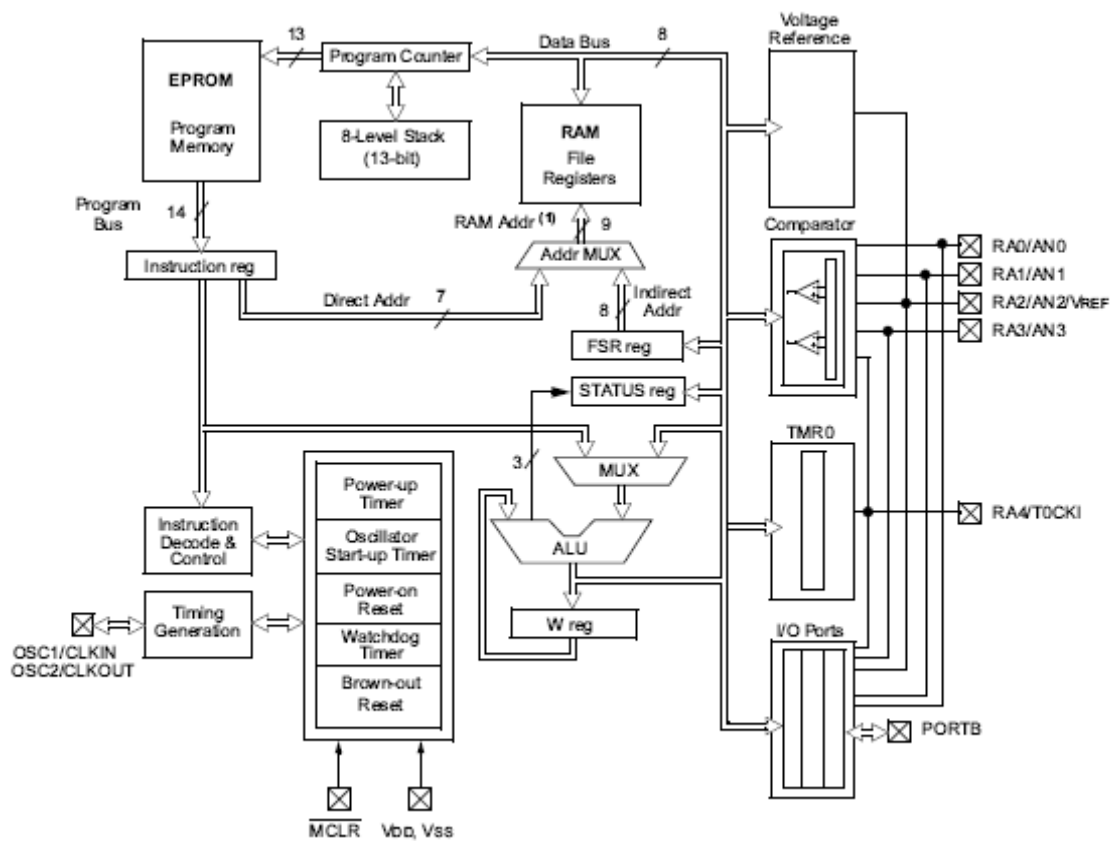 Voltage
Reference
13
Data Bus
8
Program Counter
EPROM
Program
Memory
8-Level Stack
(13-bit)
RAM
File
Registers
Program
Bus
14
RAM Addr (1)
9
Comparator
RA0/AN0
Addr MUX
Instruction reg
RA1/AN1
Direct Addr
7
8
Indirect
Addr
RA2/AN2/VREF
RA3/AN3
FSR reg
STATUS reg
TMR0
3
MUX
Power-up
Timer
RA4/T0CKI
Instruction
Decode &
Control
Oscillator
Start-up Timer
ALU
Power-on
Reset
Timing
Generation
W reg
I/O Ports
Watchdog
Timer
OSC1/CLKIN
OSC2/CLKOUT
Brown-out
Reset
PORTB
MCLR
VDD, VSS